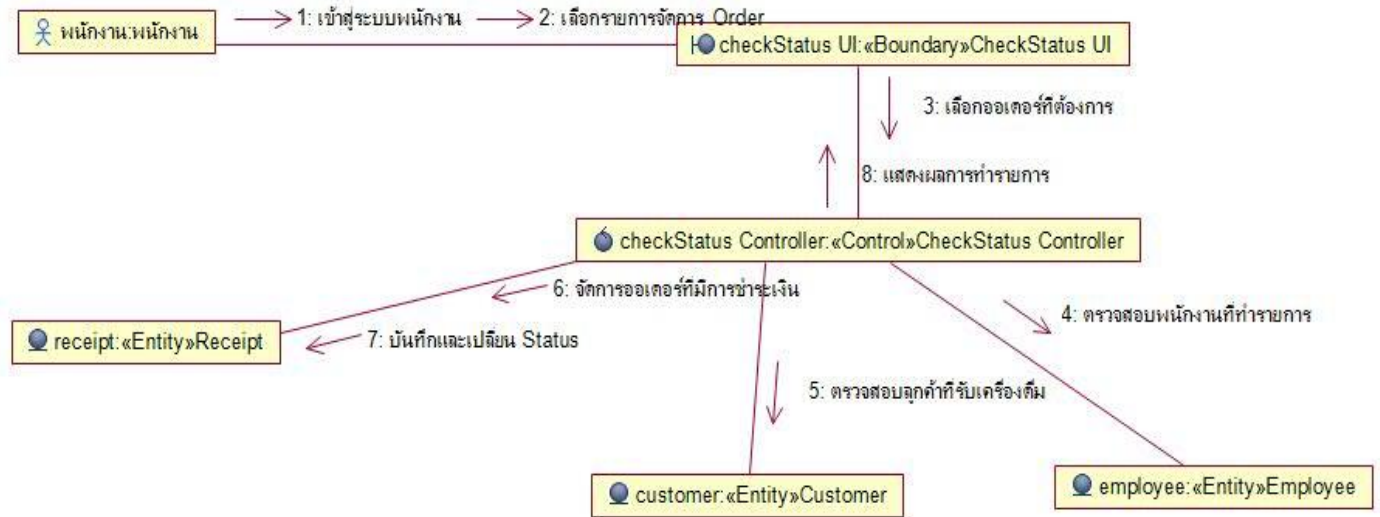 พนักงาน:พนักงาน
1: เข้าสู่ระบบพนักงาน
2: เลือกรายการจัดการ Order
checkStatus UI:«Boundary»CheckStatus UI
3: เลือกออเดอร์ที่ต้องการ
8: แสดงผลการทำรายการ
checkStatus Controller:«Control»CheckStatus Controller
6: จัดการออเดอร์ที่มีการชำระเงิน
4: ตรวจสอบพนักงานที่ทำรายการ
receipt:«Entity»Receipt
7: บันทึกและเปลี่ยน Status
5: ตรวจสอบลูกค้าที่รับเครื่องดื่ม
customer:«Entity»Customer
employee:«Entity»Employee